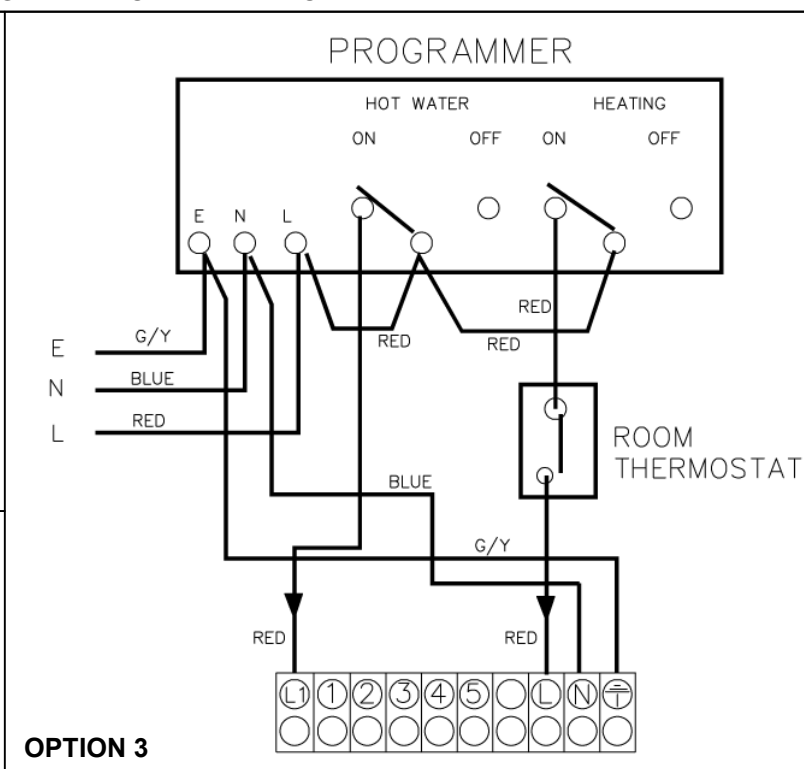 PROGRAMMER
HOT WATER HEATING
ON OFF ON OFF
E N L
RED
E G/Y
RED RED
N BLUE
L RED
ROOM
THERMOSTAT
BLUE
G/Y
RED RED
L1 1 2 3 4 5 L N
OPTION 3